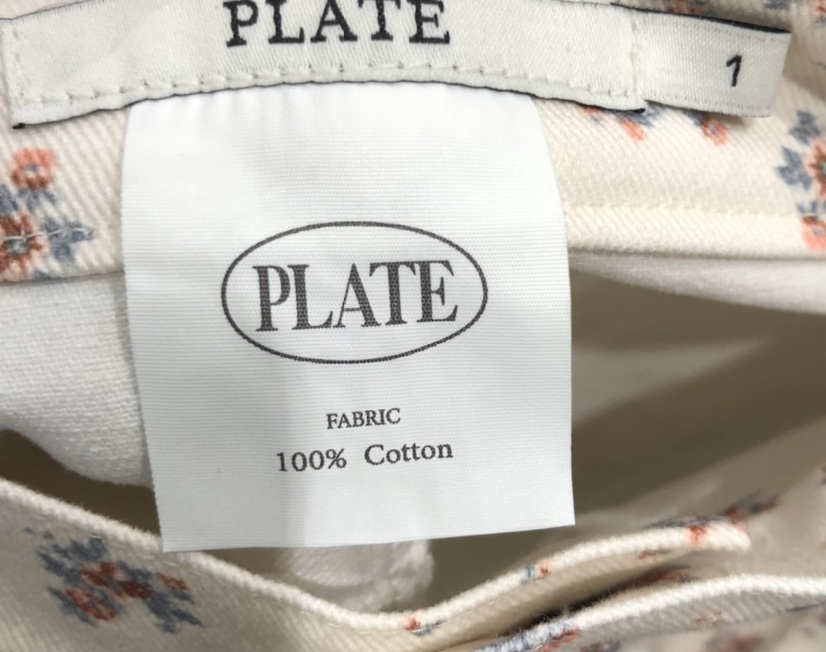 PLATE
1
PLATE
FABRIC
100% Cotton